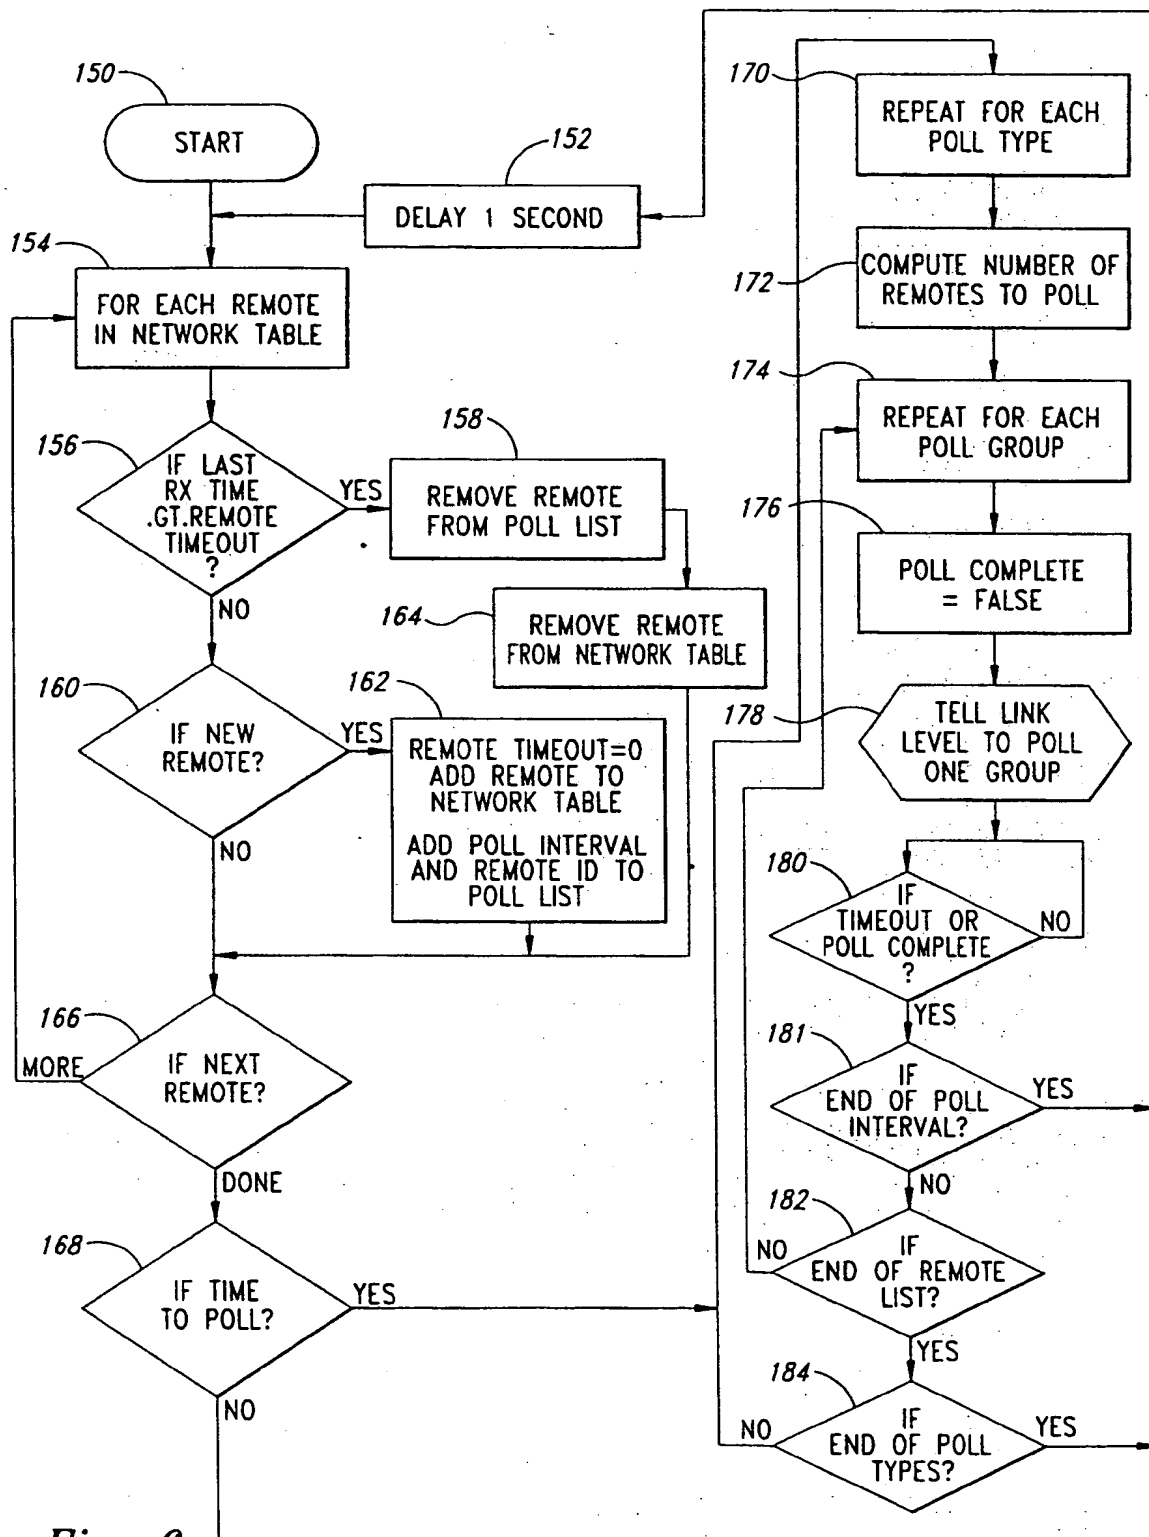 150
START
152
DELAY 1 SECOND
154
FOR EACH REMOTE
IN NETWORK TABLE
156
IF LAST
RX TIME
.GT.REMOTE
TIMEOUT
?
YES
NO
158
REMOVE REMOTE
FROM POLL LIST
164
REMOVE REMOTE
FROM NETWORK TABLE
160
IF NEW
REMOTE?
YES
NO
162
REMOTE TIMEOUT=0
ADD REMOTE TO
NETWORK TABLE
ADD POLL INTERVAL
AND REMOTE ID TO
POLL LIST
166
IF NEXT
REMOTE?
MORE
DONE
168
IF TIME
TO POLL?
YES
NO
170
REPEAT FOR EACH
POLL TYPE
172
COMPUTE NUMBER OF
REMOTES TO POLL
174
REPEAT FOR EACH
POLL GROUP
176
POLL COMPLETE
= FALSE
178
TELL LINK
LEVEL TO POLL
ONE GROUP
180
IF
TIMEOUT OR
POLL COMPLETE
?
NO
YES
181
IF
END OF POLL
INTERVAL?
YES
NO
182
IF
END OF REMOTE
LIST?
NO
YES
184
IF
END OF POLL
TYPES?
NO
YES